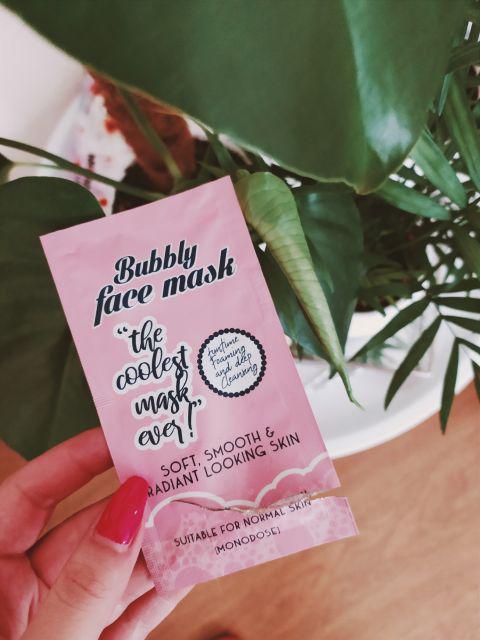 Bubbly
face mask
"the
coolest
mask
ever!"
funtime
Foaming
and deep
Cleansing
SOFT, SMOOTH &
RADIANT LOOKING SKIN
SUITABLE FOR NORMAL SKIN
(MONODOSE)